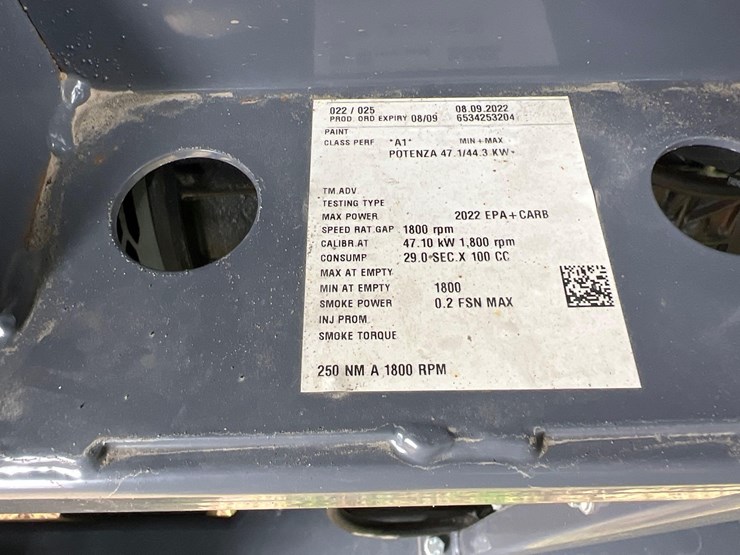 022 / 025 08.09.2022
PROD. ORD EXPIRY 08/09 6534253204
PAINT
CLASS PERF *A1* MIN + MAX
POTENZA 47.1/44.3 KW
TM.ADV
TESTING TYPE
MAX POWER 2022 EPA+CARB
SPEED RAT.GAP 1800 rpm
CALIBR.AT 47.10 kW 1,800 rpm
CONSUMP 29.0 SEC.X 100 CC
MAX AT EMPTY
MIN AT EMPTY 1800
SMOKE POWER 0.2 FSN MAX
INJ PROM.
SMOKE TORQUE
250 NM A 1800 RPM